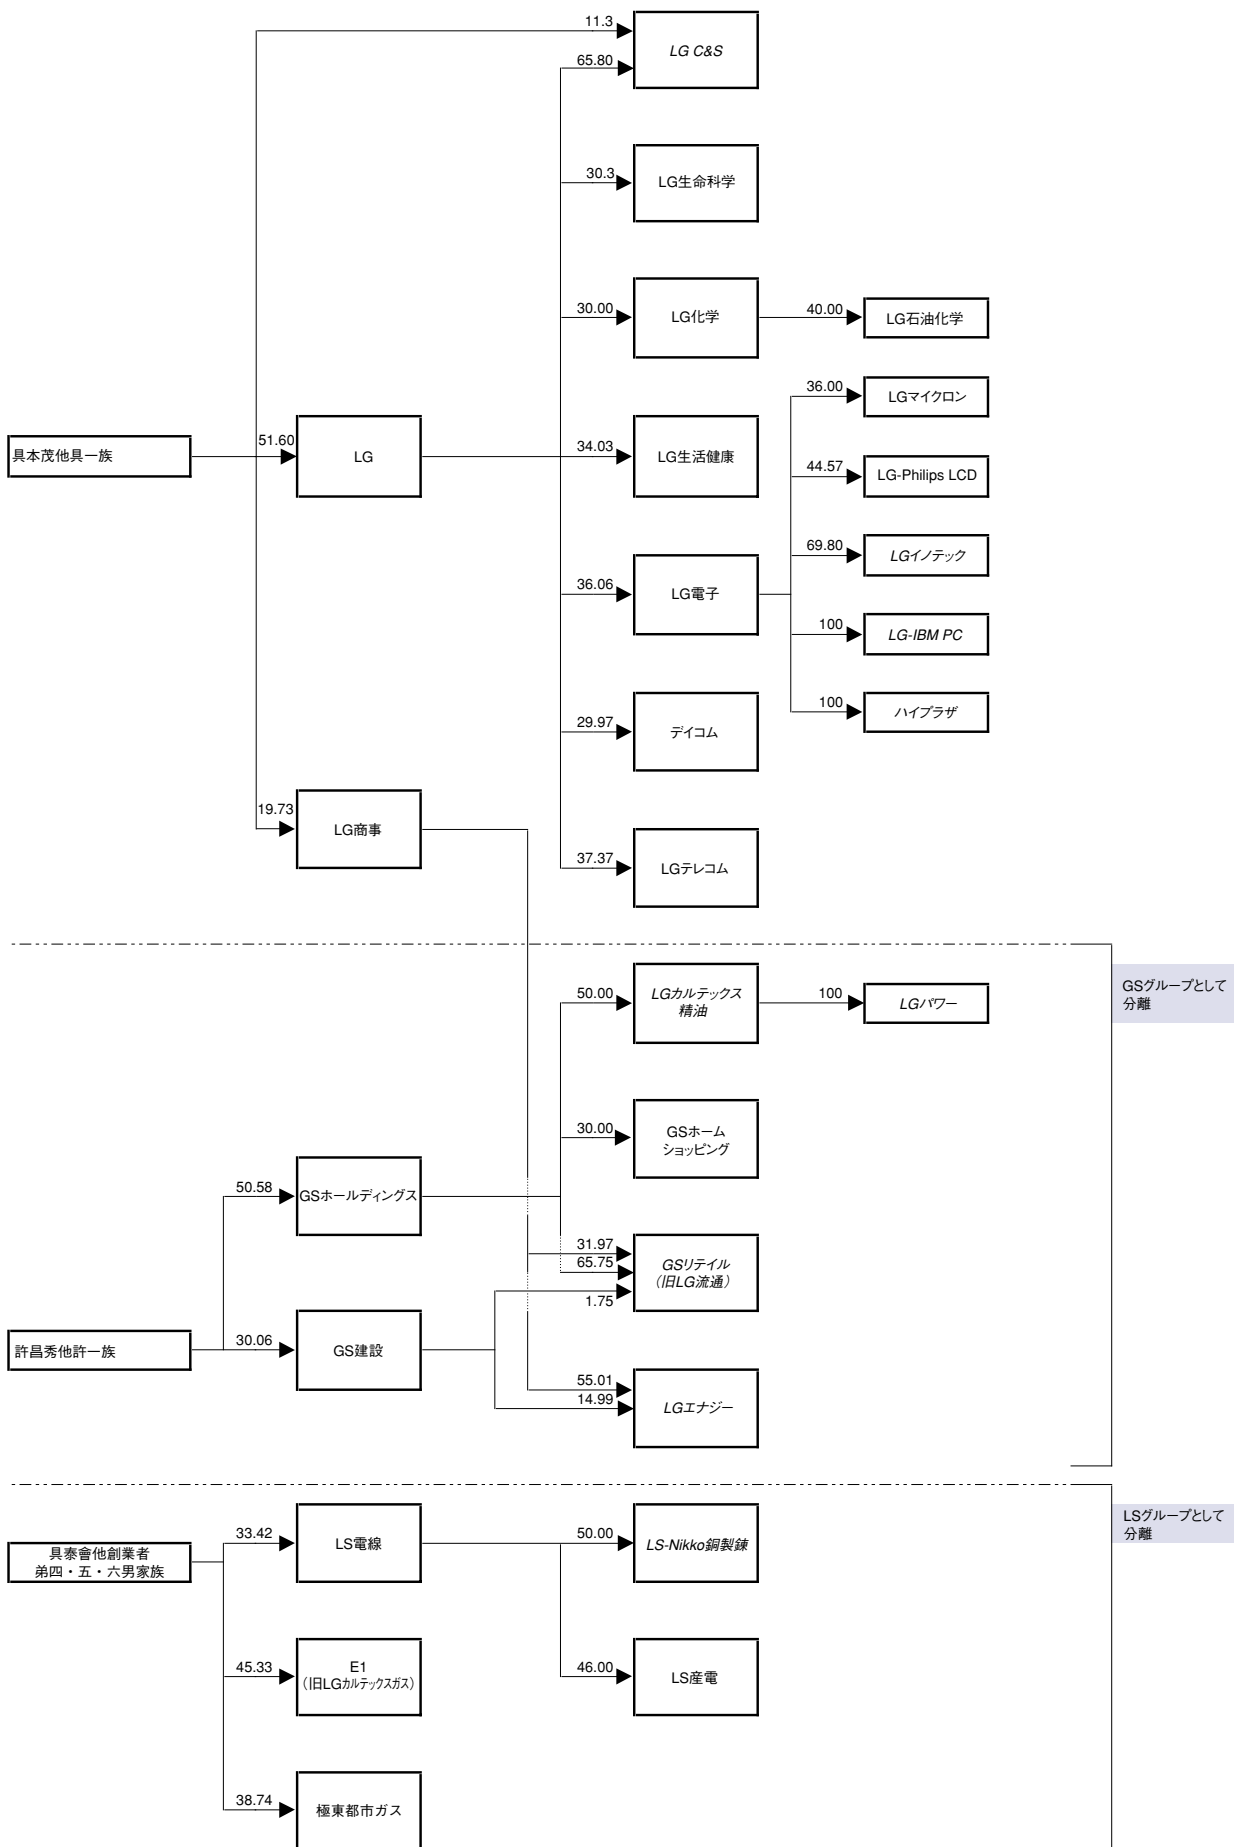 11.3
LG C&S
65.80
30.3
LG生命科学
30.00
LG化学
40.00
LG石油化学
36.00
LGマイクロン
具本茂他具一族
51.60
LG
34.03
LG生活健康
44.57
LG-Philips LCD
69.80
LGイノテック
36.06
LG電子
100
LG-IBM PC
100
ハイプラザ
29.97
デイコム
19.73
LG商事
37.37
LGテレコム
GSグループとして
分離
50.00
LGカルテックス
精油
100
LGパワー
30.00
GSホーム
ショッピング
50.58
GSホールディングス
31.97
65.75
1.75
GSリテイル
（旧LG流通）
許昌秀他許一族
30.06
GS建設
55.01
14.99
LGエナジー
LSグループとして
分離
具泰會他創業者
弟四・五・六男家族
33.42
LS電線
50.00
LS-Nikko銅製錬
45.33
E1
（旧LGカルテックスガス）
46.00
LS産電
38.74
極東都市ガス